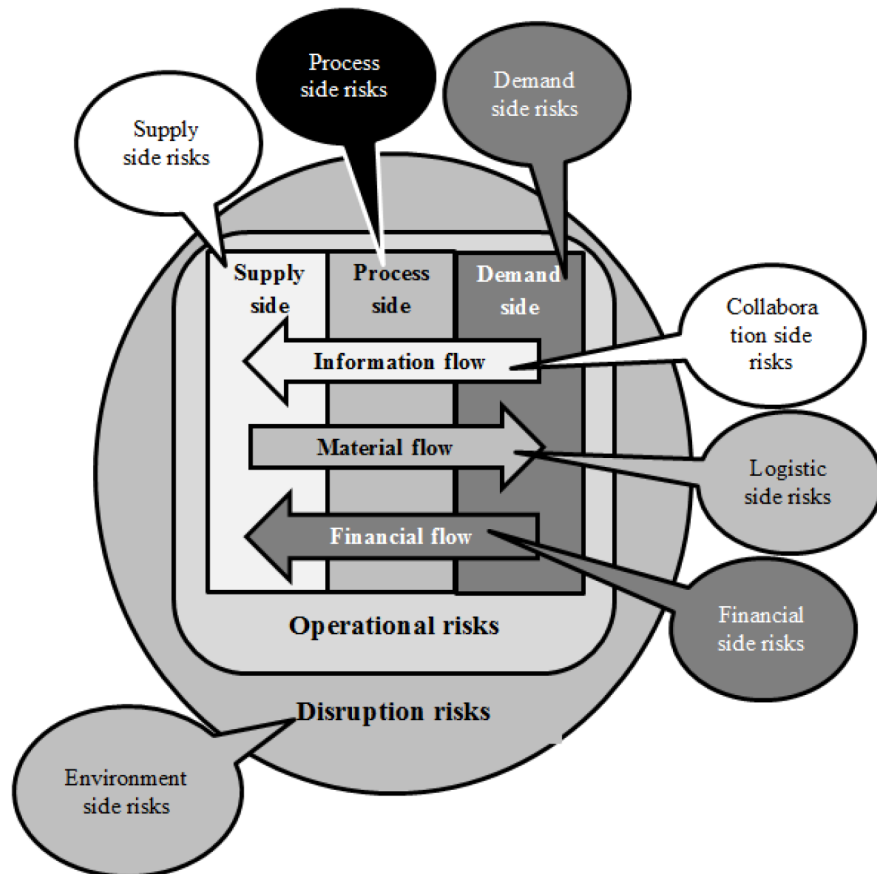 Process
side risks
Demand
side risks
Supply
side risks
Supply
side
Process
side
Demand
side
Collabora
tion side
risks
Information flow
Material flow
Logistic
side risks
Financial flow
Financial
side risks
Operational risks
Disruption risks
Environment
side risks